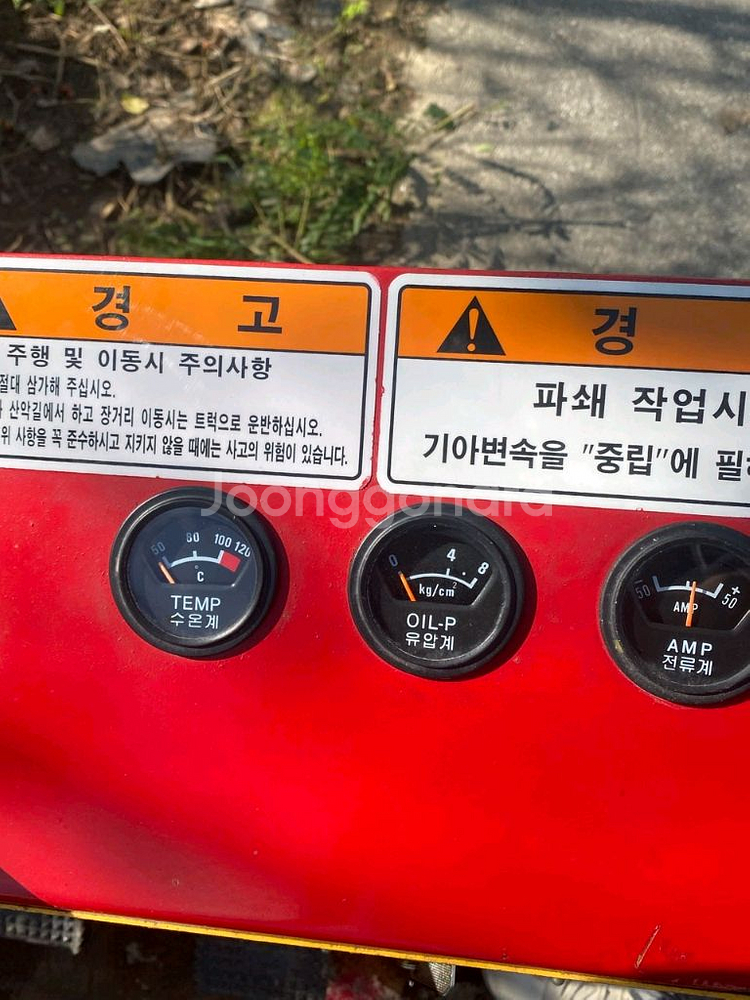 경 고
주행 및 이동시 주의사항
절대 삼가해 주십시오.
산악길에서 하고 장거리 이동시는 트럭으로 운반하십시오.
위 사항을 꼭 준수하시고 지키지 않을 때에는 사고의 위험이 있습니다.
경
파쇄 작업시
기아변속을 "중립"에 필
Joonggonara
60 80 100 120
°C
TEMP
수온계
0 4 8
kg/cm²
OIL-P
유압계
- +
50 50
AMP
AMP
전류계